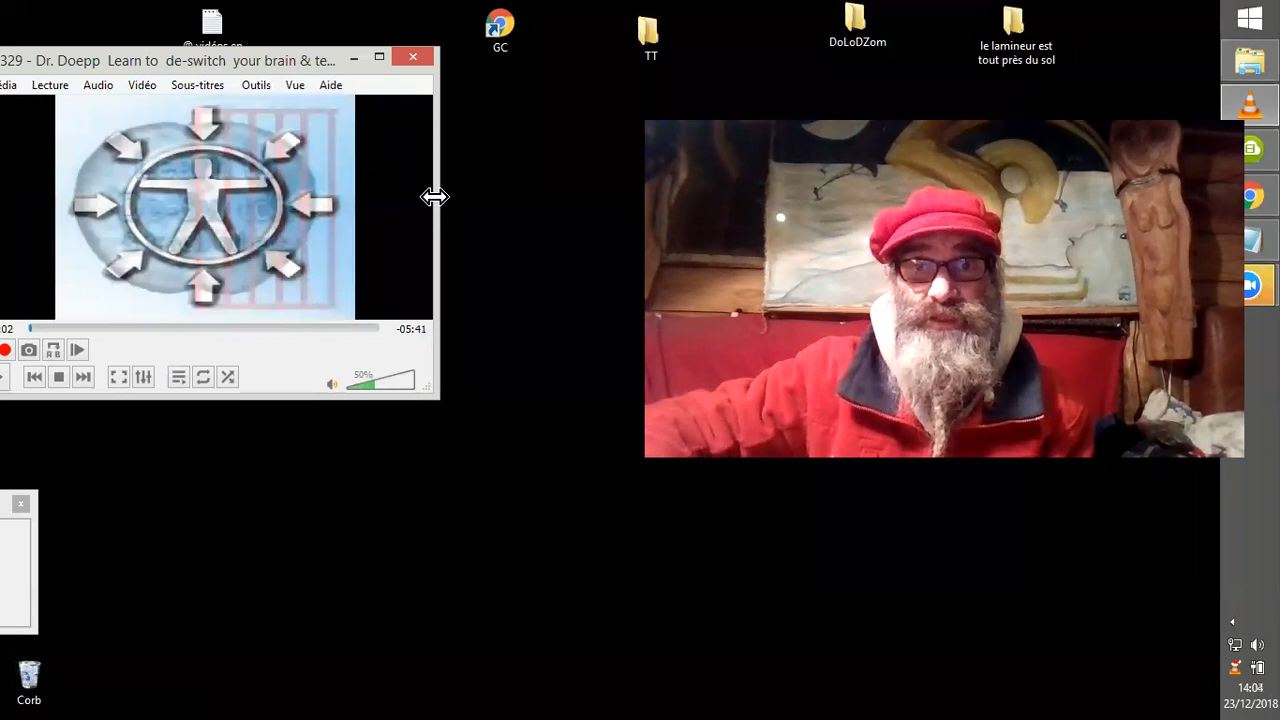 GC
TT
DoLoDZom
le lamineur est
tout près du sol
@ vidéos en
329 - Dr. Doepp Learn to de-switch your brain & te...
édia Lecture Audio Vidéo Sous-titres Outils Vue Aide
:02
-05:41
50%
Corb
14:04
23/12/2018